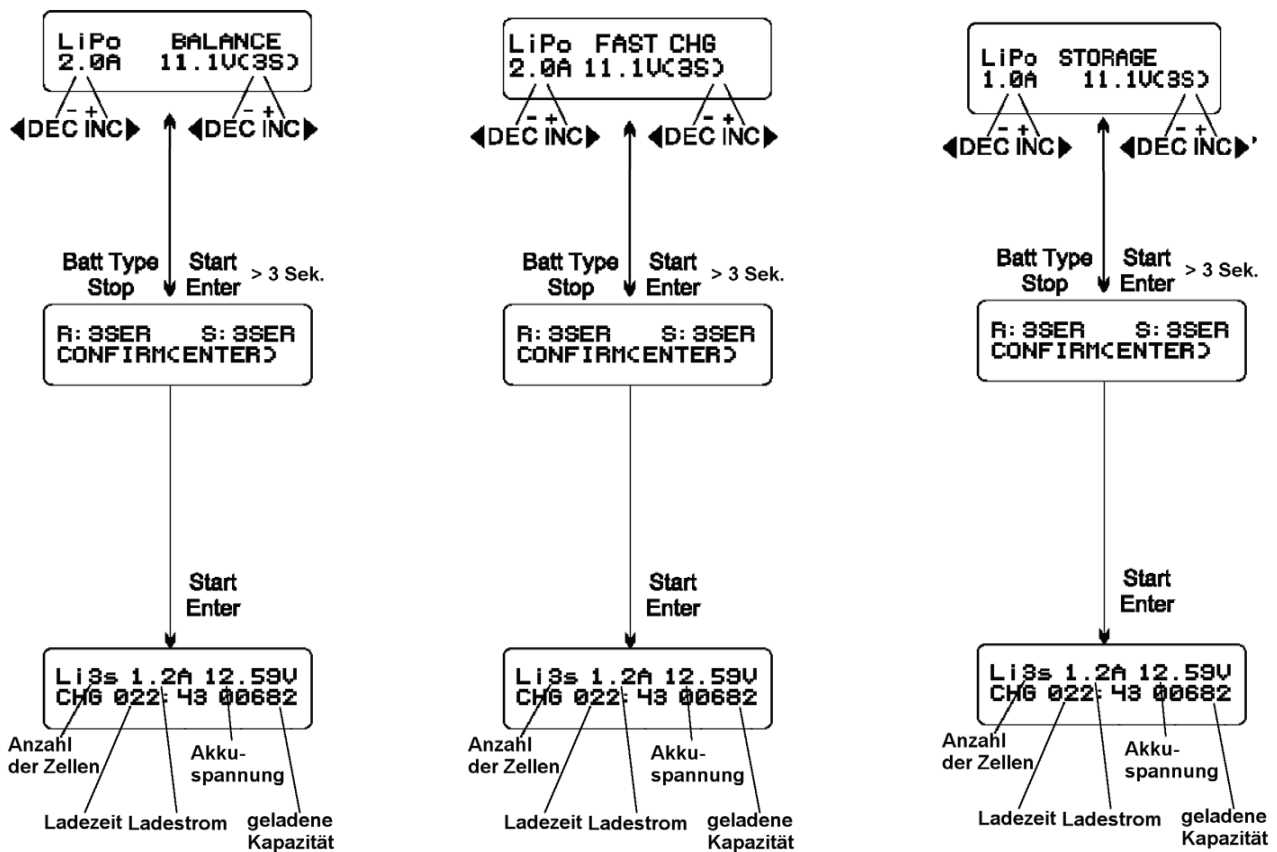 LiPo BALANCE
2.0A 11.1V(3S)
- +
DEC INC
- +
DEC INC
Batt Type Stop
Start Enter
> 3 Sek.
R: 3SER S: 3SER
CONFIRM(ENTER)
Start
Enter
Li3s 1.2A 12.59V
CHG 022:43 00682
Anzahl
der Zellen
Akku-
spannung
Ladezeit
Ladestrom
geladene
Kapazität
LiPo FAST CHG
2.0A 11.1V(3S)
- +
DEC INC
- +
DEC INC
Batt Type Stop
Start Enter
> 3 Sek.
R: 3SER S: 3SER
CONFIRM(ENTER)
Start
Enter
Li3s 1.2A 12.59V
CHG 022:43 00682
Anzahl
der Zellen
Akku-
spannung
Ladezeit
Ladestrom
geladene
Kapazität
LiPo STORAGE
1.0A 11.1V(3S)
- +
DEC INC
- +
DEC INC
Batt Type Stop
Start Enter
> 3 Sek.
R: 3SER S: 3SER
CONFIRM(ENTER)
Start
Enter
Li3s 1.2A 12.59V
CHG 022:43 00682
Anzahl
der Zellen
Akku-
spannung
Ladezeit
Ladestrom
geladene
Kapazität